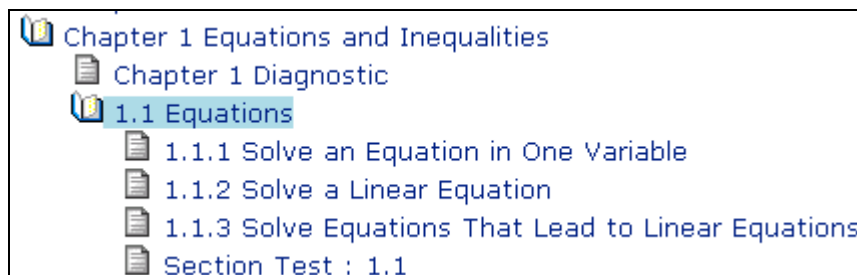 Chapter 1 Equations and Inequalities
Chapter 1 Diagnostic
1.1 Equations
1.1.1 Solve an Equation in One Variable
1.1.2 Solve a Linear Equation
1.1.3 Solve Equations That Lead to Linear Equations
Section Test : 1.1